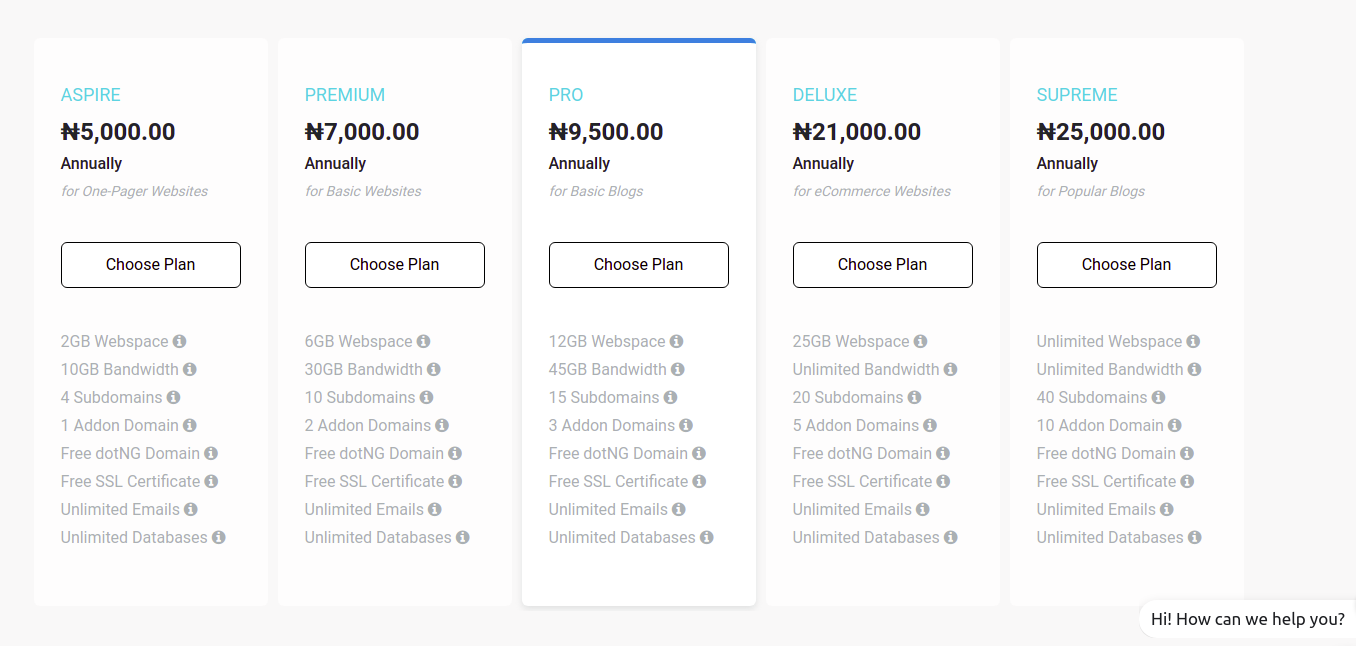 ASPIRE
₦5,000.00
Annually
for One-Pager Websites
Choose Plan
2GB Webspace
10GB Bandwidth
4 Subdomains
1 Addon Domain
Free dotNG Domain
Free SSL Certificate
Unlimited Emails
Unlimited Databases
PREMIUM
₦7,000.00
Annually
for Basic Websites
Choose Plan
6GB Webspace
30GB Bandwidth
10 Subdomains
2 Addon Domains
Free dotNG Domain
Free SSL Certificate
Unlimited Emails
Unlimited Databases
PRO
₦9,500.00
Annually
for Basic Blogs
Choose Plan
12GB Webspace
45GB Bandwidth
15 Subdomains
3 Addon Domains
Free dotNG Domain
Free SSL Certificate
Unlimited Emails
Unlimited Databases
DELUXE
₦21,000.00
Annually
for eCommerce Websites
Choose Plan
25GB Webspace
Unlimited Bandwidth
20 Subdomains
5 Addon Domains
Free dotNG Domain
Free SSL Certificate
Unlimited Emails
Unlimited Databases
SUPREME
₦25,000.00
Annually
for Popular Blogs
Choose Plan
Unlimited Webspace
Unlimited Bandwidth
40 Subdomains
10 Addon Domain
Free dotNG Domain
Free SSL Certificate
Unlimited Emails
Unlimited Databases
Hi! How can we help you?